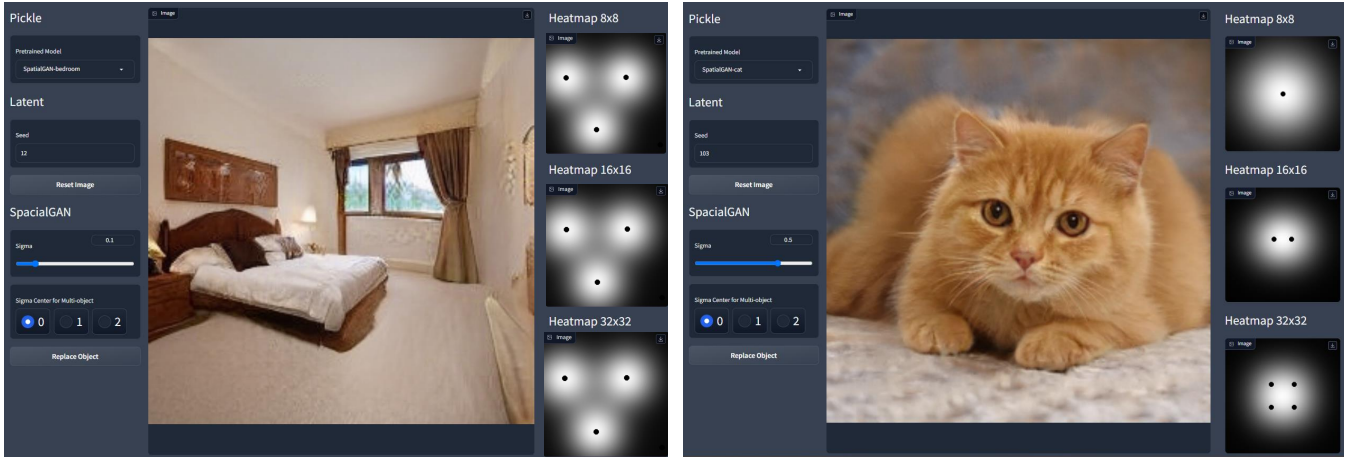 Pickle
Pretrained Model
SpatialGAN-bedroom
Latent
Seed
12
Reset Image
SpacialGAN
Sigma
0.1
Sigma Center for Multi-object
0 1 2
Replace Object
Image
Heatmap 8x8
Image
Heatmap 16x16
Image
Heatmap 32x32
Image
Pickle
Pretrained Model
SpatialGAN-cat
Latent
Seed
103
Reset Image
SpacialGAN
Sigma
0.5
Sigma Center for Multi-object
0 1 2
Replace Object
Image
Heatmap 8x8
Image
Heatmap 16x16
Image
Heatmap 32x32
Image